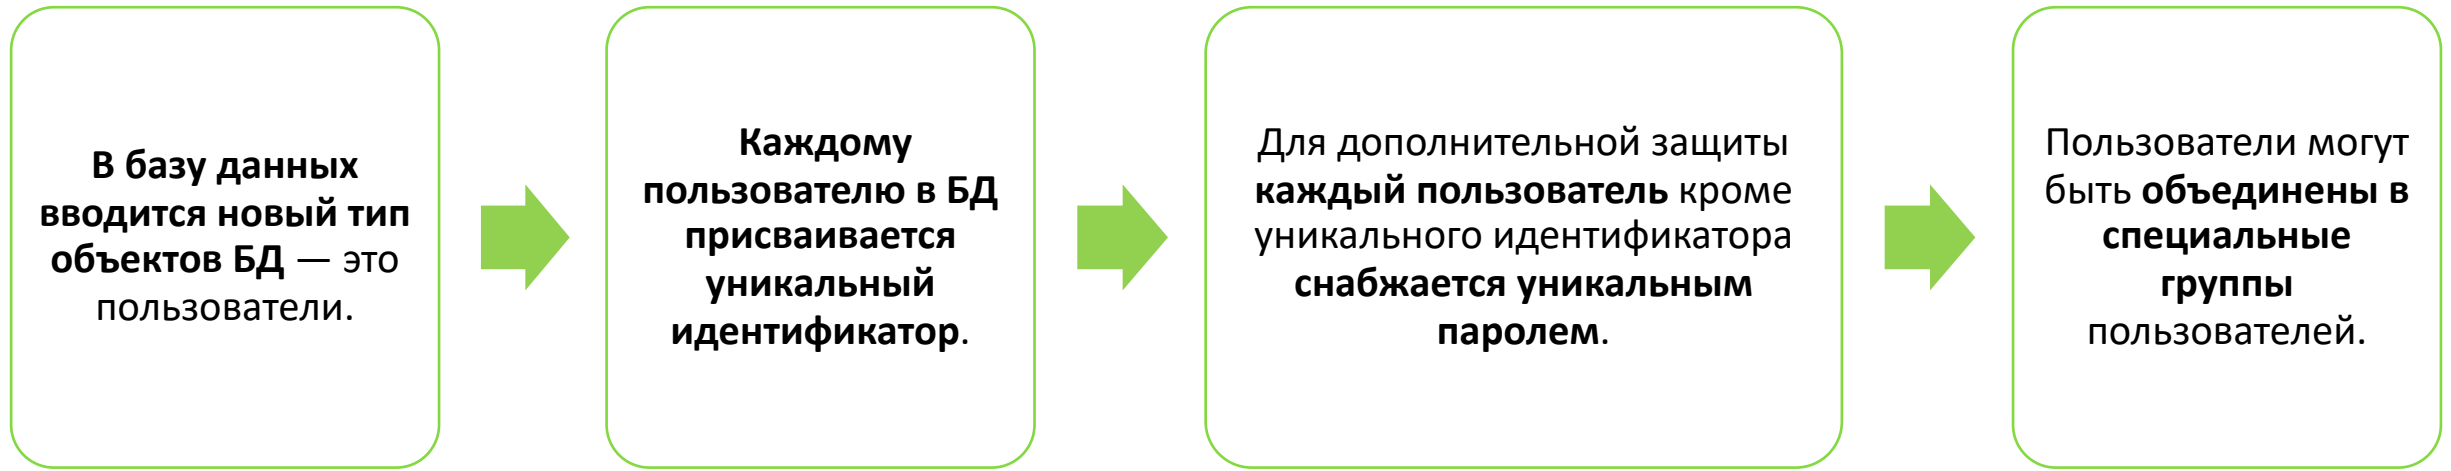 В базу данных
вводится новый тип
объектов БД — это
пользователи.
Каждому
пользователю в БД
присваивается
уникальный
идентификатор.
Для дополнительной защиты
каждый пользователь кроме
уникального идентификатора
снабжается уникальным
паролем.
Пользователи могут
быть объединены в
специальные
группы
пользователей.